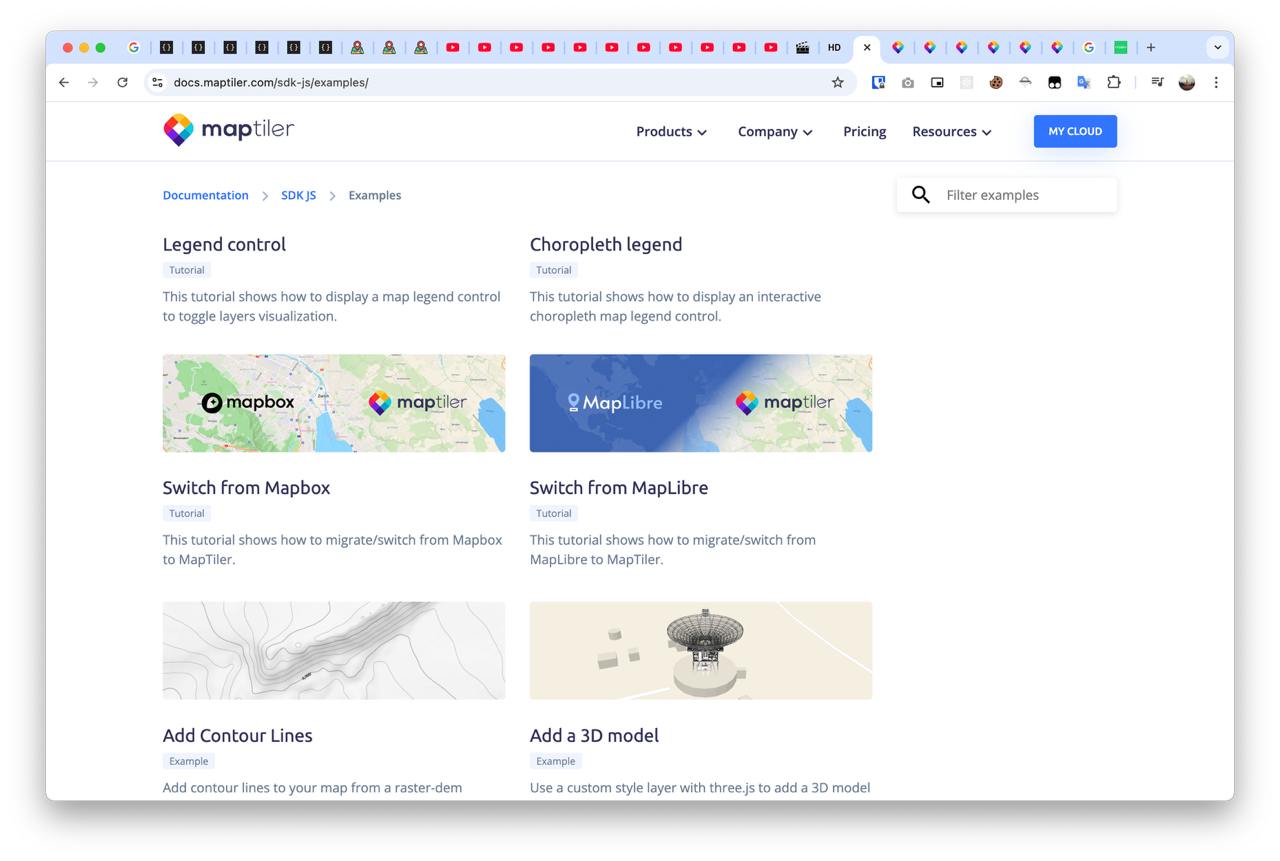 HD
docs.maptiler.com/sdk-js/examples/
maptiler
Products
Company
Pricing
Resources
MY CLOUD
Documentation > SDK JS > Examples
Filter examples
Legend control
Tutorial
This tutorial shows how to display a map legend control
to toggle layers visualization.
Choropleth legend
Tutorial
This tutorial shows how to display an interactive
choropleth map legend control.
mapbox
maptiler
Switch from Mapbox
Tutorial
This tutorial shows how to migrate/switch from Mapbox
to MapTiler.
MapLibre
maptiler
Switch from MapLibre
Tutorial
This tutorial shows how to migrate/switch from
MapLibre to MapTiler.
Add Contour Lines
Example
Add contour lines to your map from a raster-dem
Add a 3D model
Example
Use a custom style layer with three.js to add a 3D model